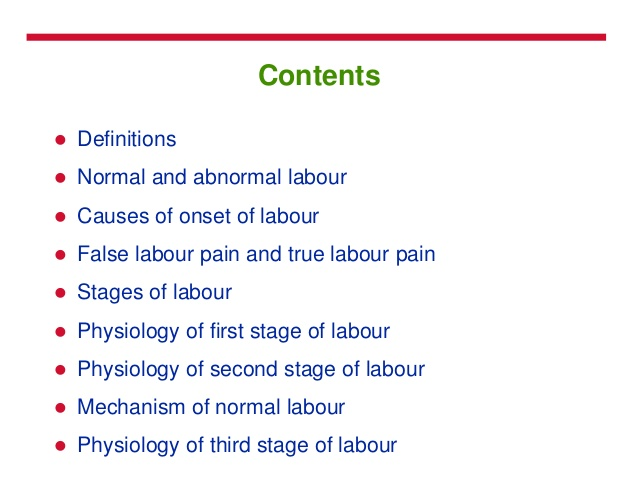 Contents
Definitions
Normal and abnormal labour
Causes of onset of labour
False labour pain and true labour pain
Stages of labour
Physiology of first stage of labour
Physiology of second stage of labour
Mechanism of normal labour
Physiology of third stage of labour